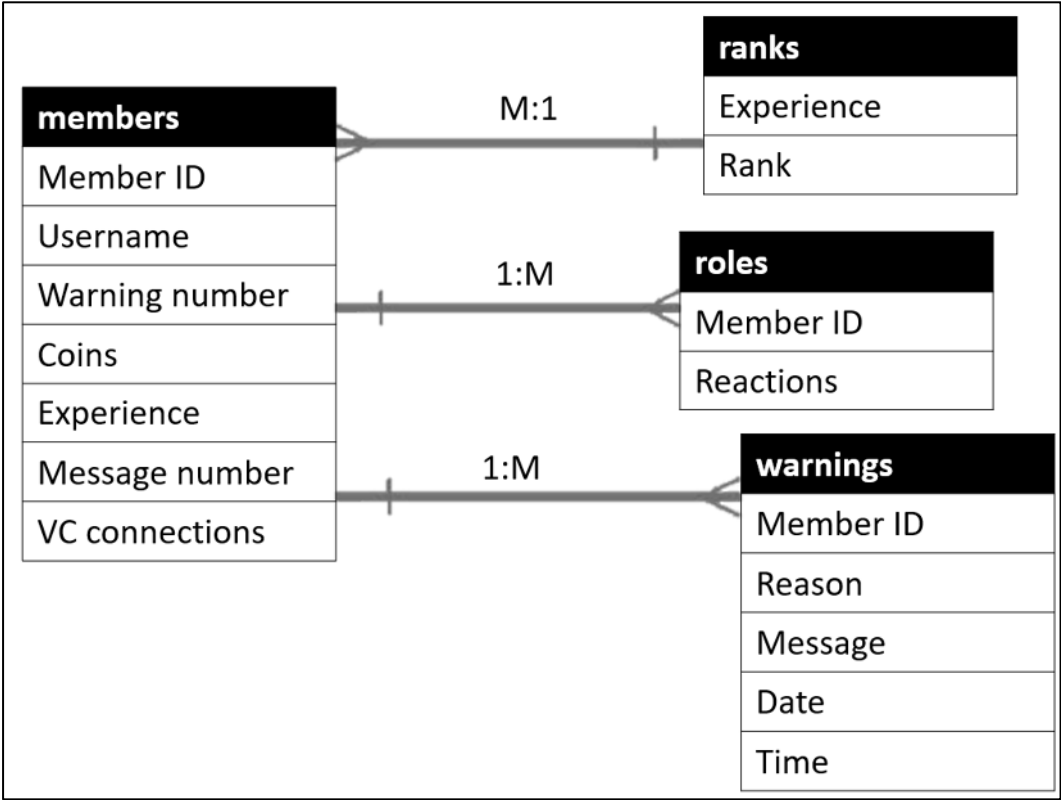 members
Member ID
Username
Warning number
Coins
Experience
Message number
VC connections
M:1
ranks
Experience
Rank
1:M
roles
Member ID
Reactions
1:M
warnings
Member ID
Reason
Message
Date
Time